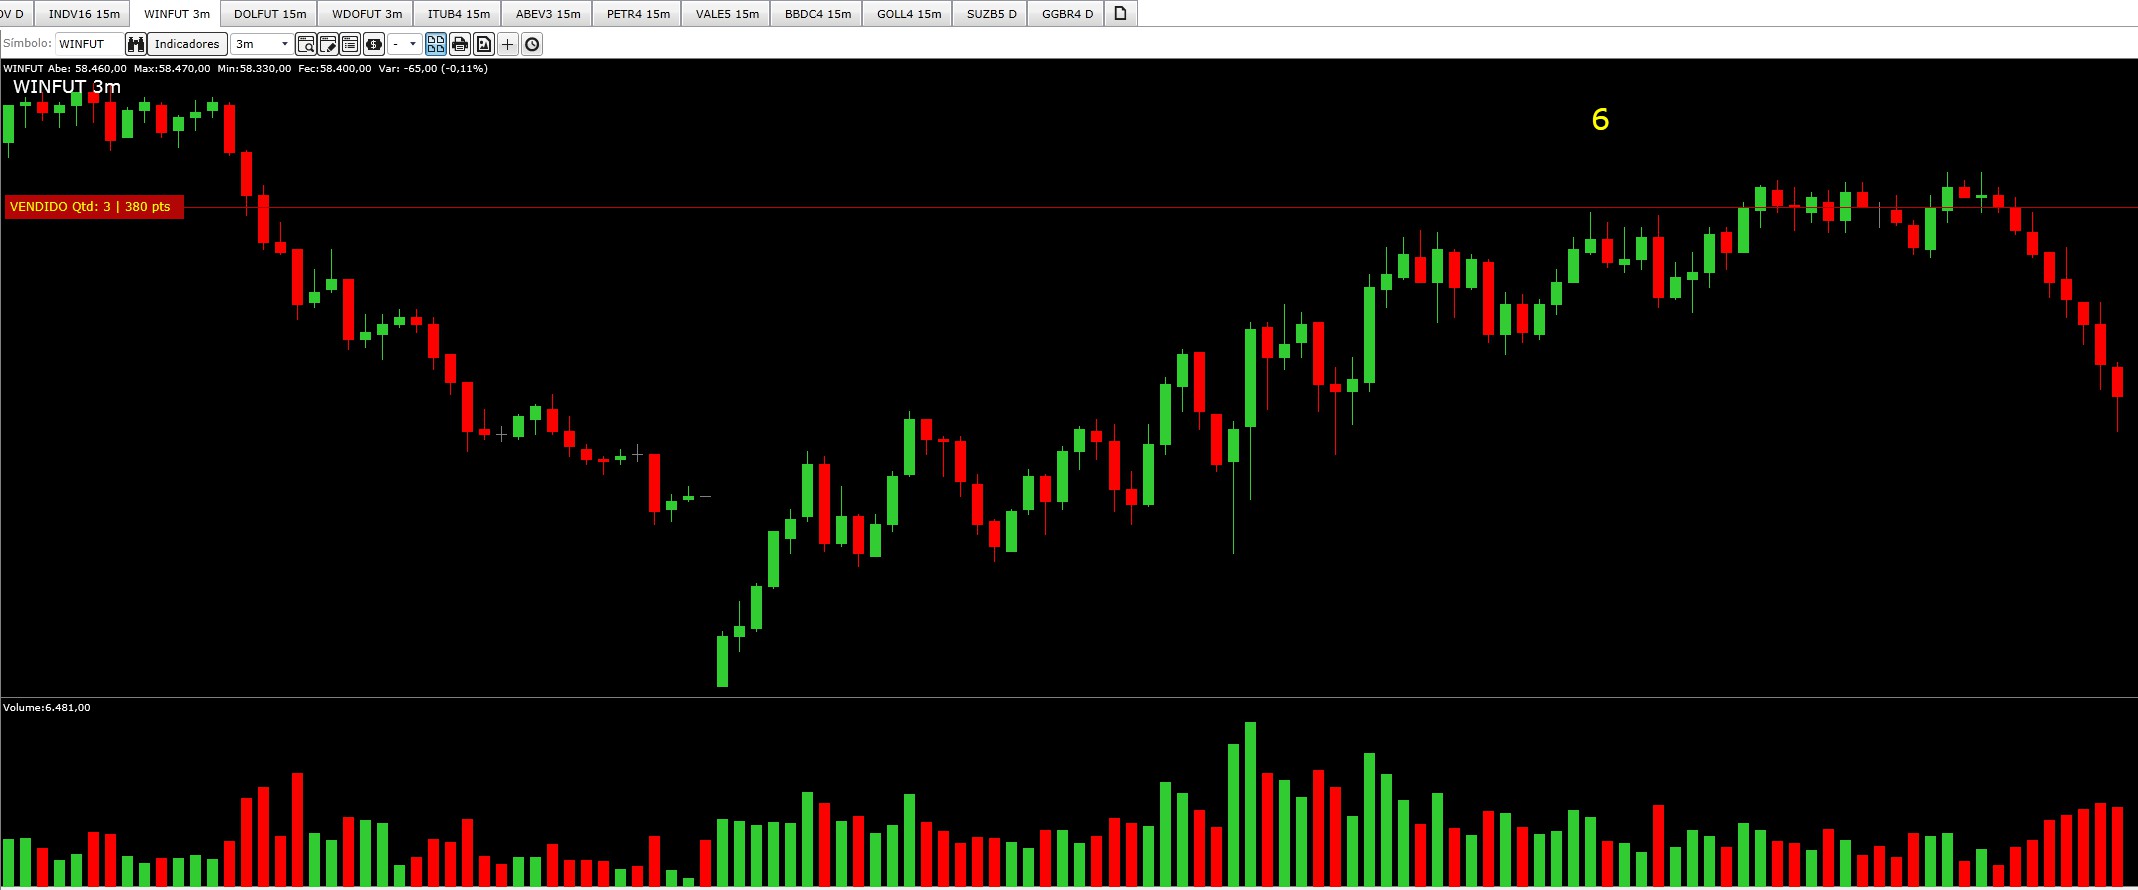 OV D INDV16 15m WINFUT 3m DOLFUT 15m WDOFUT 3m ITUB4 15m ABEV3 15m PETR4 15m VALE5 15m BBDC4 15m GOLL4 15m SUZB5 D GGBR4 D
Símbolo: WINFUT Indicadores 3m -
WINFUT Abe: 58.460,00 Max:58.470,00 Min:58.330,00 Fec:58.400,00 Var: -65,00 (-0,11%)
WINFUT 3m
6
VENDIDO Qtd: 3 | 380 pts
Volume:6.481,00